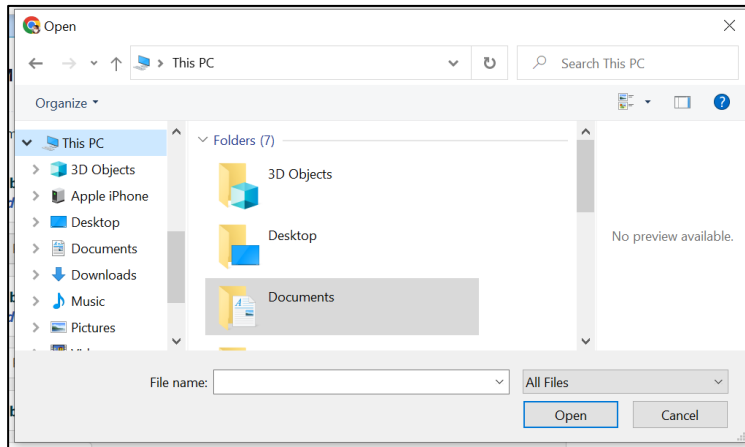 Open
This PC
Search This PC
Organize
This PC
3D Objects
Apple iPhone
Desktop
Documents
Downloads
Music
Pictures
Folders (7)
3D Objects
Desktop
Documents
No preview available.
File name:
All Files
Open
Cancel